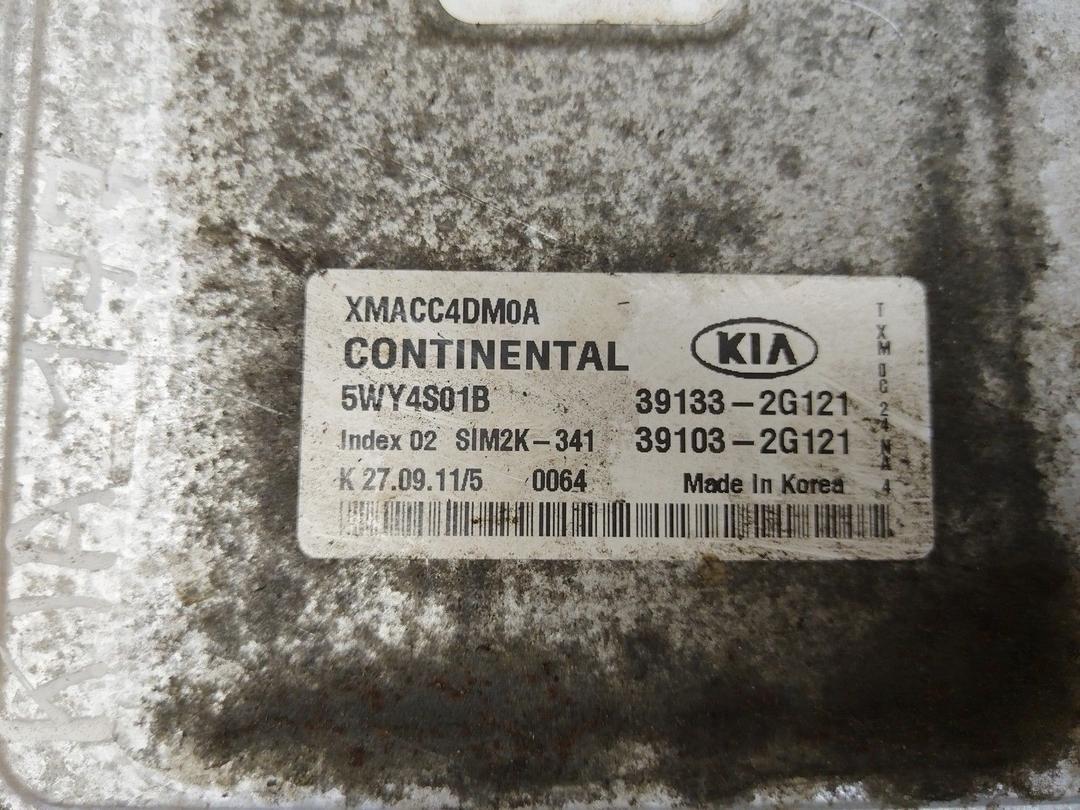 XMACC4DM0A
CONTINENTAL
KIA
5WY4S01B 39133-2G121
Index 02 SIM2K-341 39103-2G121
K 27.09.11/5 0064 Made In Korea
TXM0C24NA4